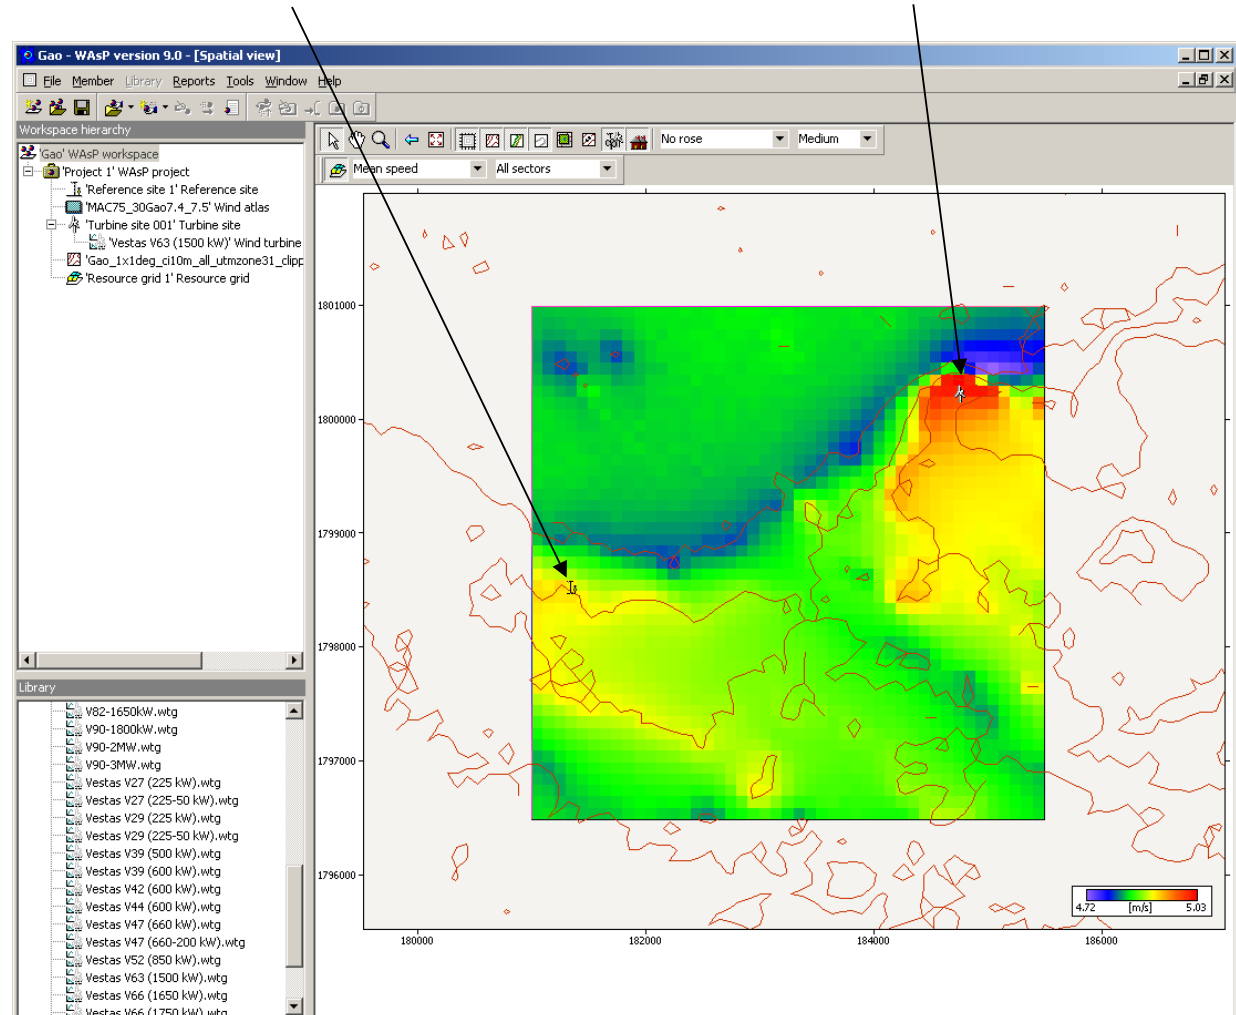 Gao - WAsP version 9.0 - [Spatial view]
File Member Library Reports Tools Window Help
Workspace hierarchy
'Gao' WAsP workspace
'Project 1' WAsP project
'Reference site 1' Reference site
'MAC75_30Gao7.4_7.5' Wind atlas
'Turbine site 001' Turbine site
'Vestas V63 (1500 kW)' Wind turbine
'Gao_1x1deg_ci10m_all_utmzone31_clipp
'Resource grid 1' Resource grid
No rose Medium
Mean speed All sectors
1801000
1800000
1799000
1798000
1797000
1796000
180000 182000 184000 186000
4.72 [m/s] 5.03
Library
V82-1650kW.wtg
V90-1800kW.wtg
V90-2MW.wtg
V90-3MW.wtg
Vestas V27 (225 kW).wtg
Vestas V27 (225-50 kW).wtg
Vestas V29 (225 kW).wtg
Vestas V29 (225-50 kW).wtg
Vestas V39 (500 kW).wtg
Vestas V39 (600 kW).wtg
Vestas V42 (600 kW).wtg
Vestas V44 (600 kW).wtg
Vestas V47 (660 kW).wtg
Vestas V47 (660-200 kW).wtg
Vestas V52 (850 kW).wtg
Vestas V63 (1500 kW).wtg
Vestas V66 (1650 kW).wtg
Vestas V66 (1750 kW).wtg